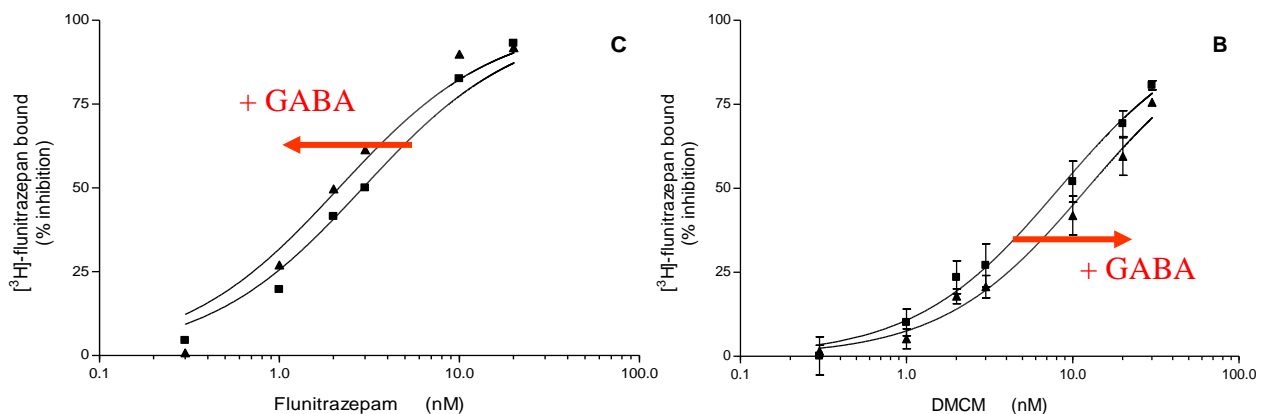 100
75
50
25
0
[³H]-flunitrazepan bound
(% inhibition)
C
+ GABA
0.1
1.0
10.0
100.0
Flunitrazepam (nM)
100
75
50
25
0
[³H]-flunitrazepan bound
(% inhibition)
B
+ GABA
0.1
1.0
10.0
100.0
DMCM (nM)